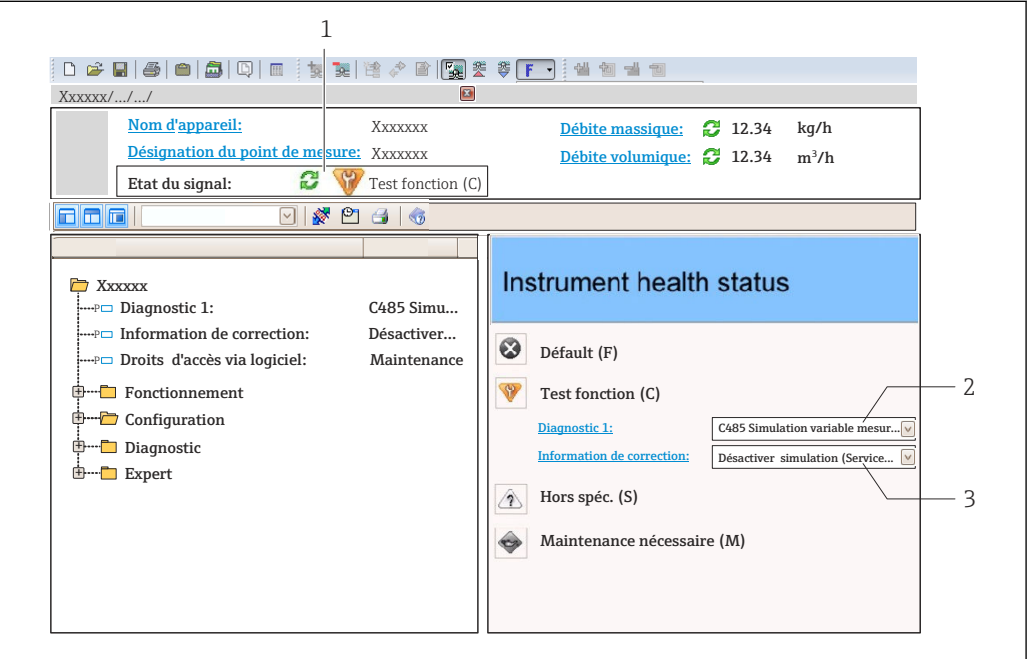 1
F
Xxxxxx/.../.../
Nom d'appareil: Xxxxxxx
Débite massique: 12.34 kg/h
Désignation du point de mesure: Xxxxxxx
Débite volumique: 12.34 m³/h
Etat du signal: Test fonction (C)
Instrument health status
Xxxxxx
P Diagnostic 1: C485 Simu...
P Information de correction: Désactiver...
P Droits d'accès via logiciel: Maintenance
Fonctionnement
Configuration
Diagnostic
Expert
Défault (F)
Test fonction (C)
2
Diagnostic 1: C485 Simulation variable mesur...
Information de correction: Désactiver simulation (Service...
Hors spéc. (S)
3
Maintenance nécessaire (M)